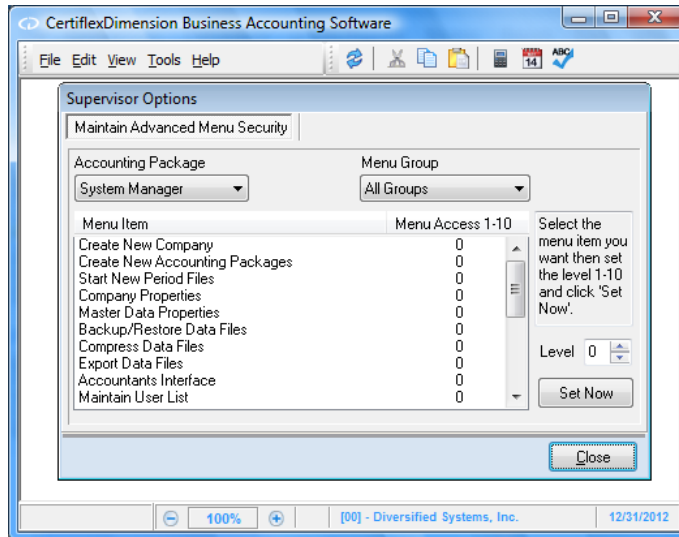 CertiflexDimension Business Accounting Software
File Edit View Tools Help
14
ABC
Supervisor Options
Maintain Advanced Menu Security
Accounting Package
Menu Group
System Manager
All Groups
Menu Item Menu Access 1-10
Create New Company 0
Create New Accounting Packages 0
Start New Period Files 0
Company Properties 0
Master Data Properties 0
Backup/Restore Data Files 0
Compress Data Files 0
Export Data Files 0
Accountants Interface 0
Maintain User List 0
Select the
menu item you
want then set
the level 1-10
and click 'Set
Now'.
Level 0
Set Now
Close
100% [00] - Diversified Systems, Inc. 12/31/2012